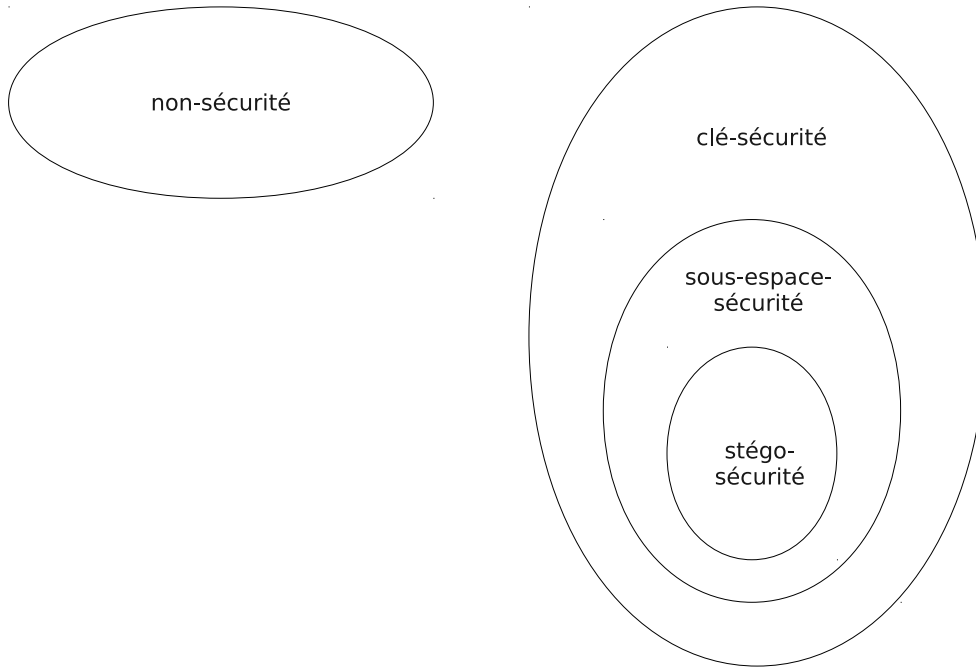 non-sécurité
clé-sécurité
sous-espace-
sécurité
stégo-
sécurité